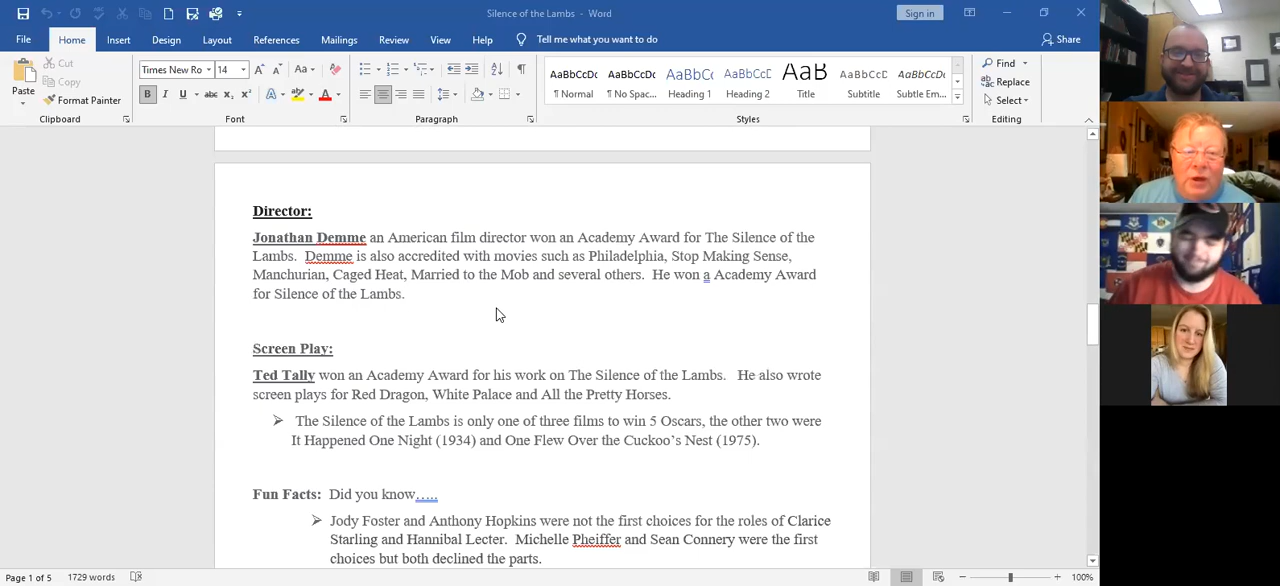 Silence of the Lambs - Word
Sign in
File Home Insert Design Layout References Mailings Review View Help Tell me what you want to do
Share
Paste
Cut
Copy
Format Painter
Clipboard
Times New Ro 14
Font
Paragraph
AaBbCcDc AaBbCcDc AaBbCc AaBbCcD AaB AaBbCcD AaBbCcDc
¶ Normal ¶ No Spac... Heading 1 Heading 2 Title Subtitle Subtle Em...
Styles
Find
Replace
Select
Editing
Director:
Jonathan Demme an American film director won an Academy Award for The Silence of the
Lambs. Demme is also accredited with movies such as Philadelphia, Stop Making Sense,
Manchurian, Caged Heat, Married to the Mob and several others. He won a Academy Award
for Silence of the Lambs.
Screen Play:
Ted Tally won an Academy Award for his work on The Silence of the Lambs. He also wrote
screen plays for Red Dragon, White Palace and All the Pretty Horses.
➢ The Silence of the Lambs is only one of three films to win 5 Oscars, the other two were
It Happened One Night (1934) and One Flew Over the Cuckoo's Nest (1975).
Fun Facts: Did you know.....
➢ Jody Foster and Anthony Hopkins were not the first choices for the roles of Clarice
Starling and Hannibal Lecter. Michelle Pheiffer and Sean Connery were the first
choices but both declined the parts.
Page 1 of 5 1729 words
100%